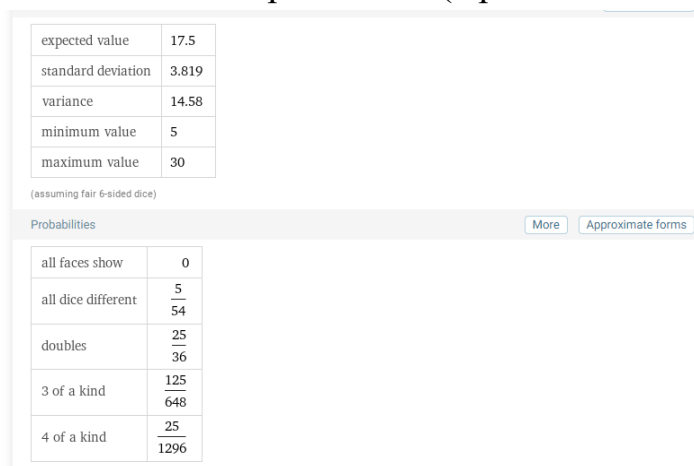 expected value 17.5
standard deviation 3.819
variance 14.58
minimum value 5
maximum value 30
(assuming fair 6-sided dice)
Probabilities More Approximate forms
all faces show 0
all dice different 5/54
doubles 25/36
3 of a kind 125/648
4 of a kind 25/1296